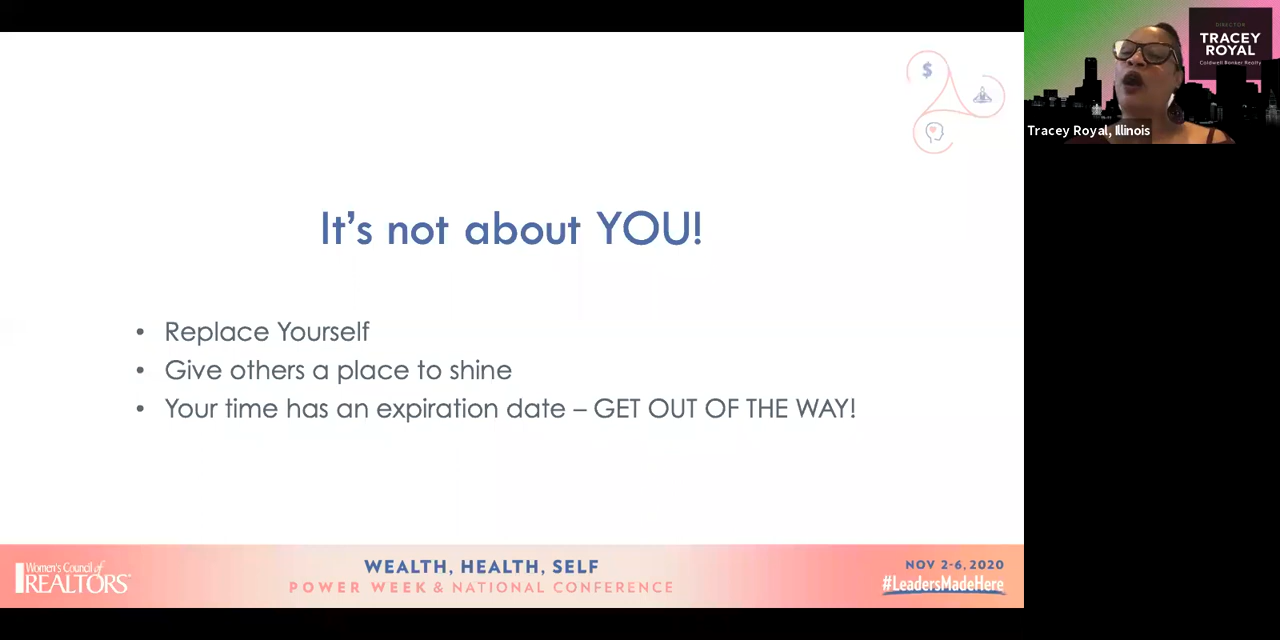 $
It's not about YOU!
• Replace Yourself
• Give others a place to shine
• Your time has an expiration date – GET OUT OF THE WAY!
Women's Council of
REALTORS®
WEALTH, HEALTH, SELF
POWER WEEK & NATIONAL CONFERENCE
NOV 2-6, 2020
#LeadersMadeHere
DIRECTOR
TRACEY
ROYAL
Coldwell Banker Realty
Tracey Royal, Illinois